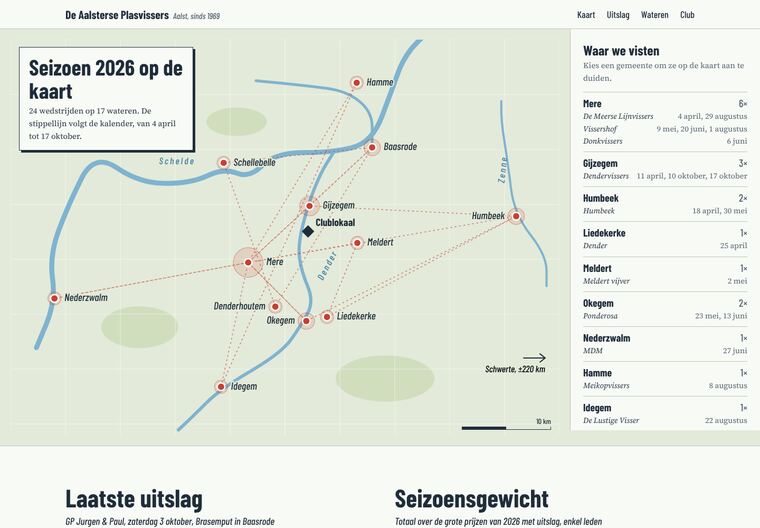 De Aalsterse Plasvissers Aalst, sinds 1969
Kaart Uitslag Wateren Club
Seizoen 2026 op de
kaart
24 wedstrijden op 17 wateren. De
stippellijn volgt de kalender, van 4 april
tot 17 oktober.
Hamme
Baasrode
Schelde
Schellebelle
Zenne
Gijzegem
Humbeek
Clublokaal
Meldert
Mere
Dender
Nederzwalm
Denderhoutem
Okegem
Liedekerke
Schwerte, ±220 km
Idegem
10 km
Waar we visten
Kies een gemeente om ze op de kaart aan te
duiden.
Mere 6×
De Meerse Lijnvissers 4 april, 29 augustus
Vissershof 9 mei, 20 juni, 1 augustus
Donkvissers 6 juni
Gijzegem 3×
Dendervissers 11 april, 10 oktober, 17 oktober
Humbeek 2×
Humbeek 18 april, 30 mei
Liedekerke 1×
Dender 25 april
Meldert 1×
Meldert vijver 2 mei
Okegem 2×
Ponderosa 23 mei, 13 juni
Nederzwalm 1×
MDM 27 juni
Hamme 1×
Meikopvissers 8 augustus
Idegem 1×
De Lustige Visser 22 augustus
Laatste uitslag
GP Jurgen & Paul, zaterdag 3 oktober, Brasemput in Baasrode
Seizoensgewicht
Totaal over de grote prijzen van 2026 met uitslag, enkel leden